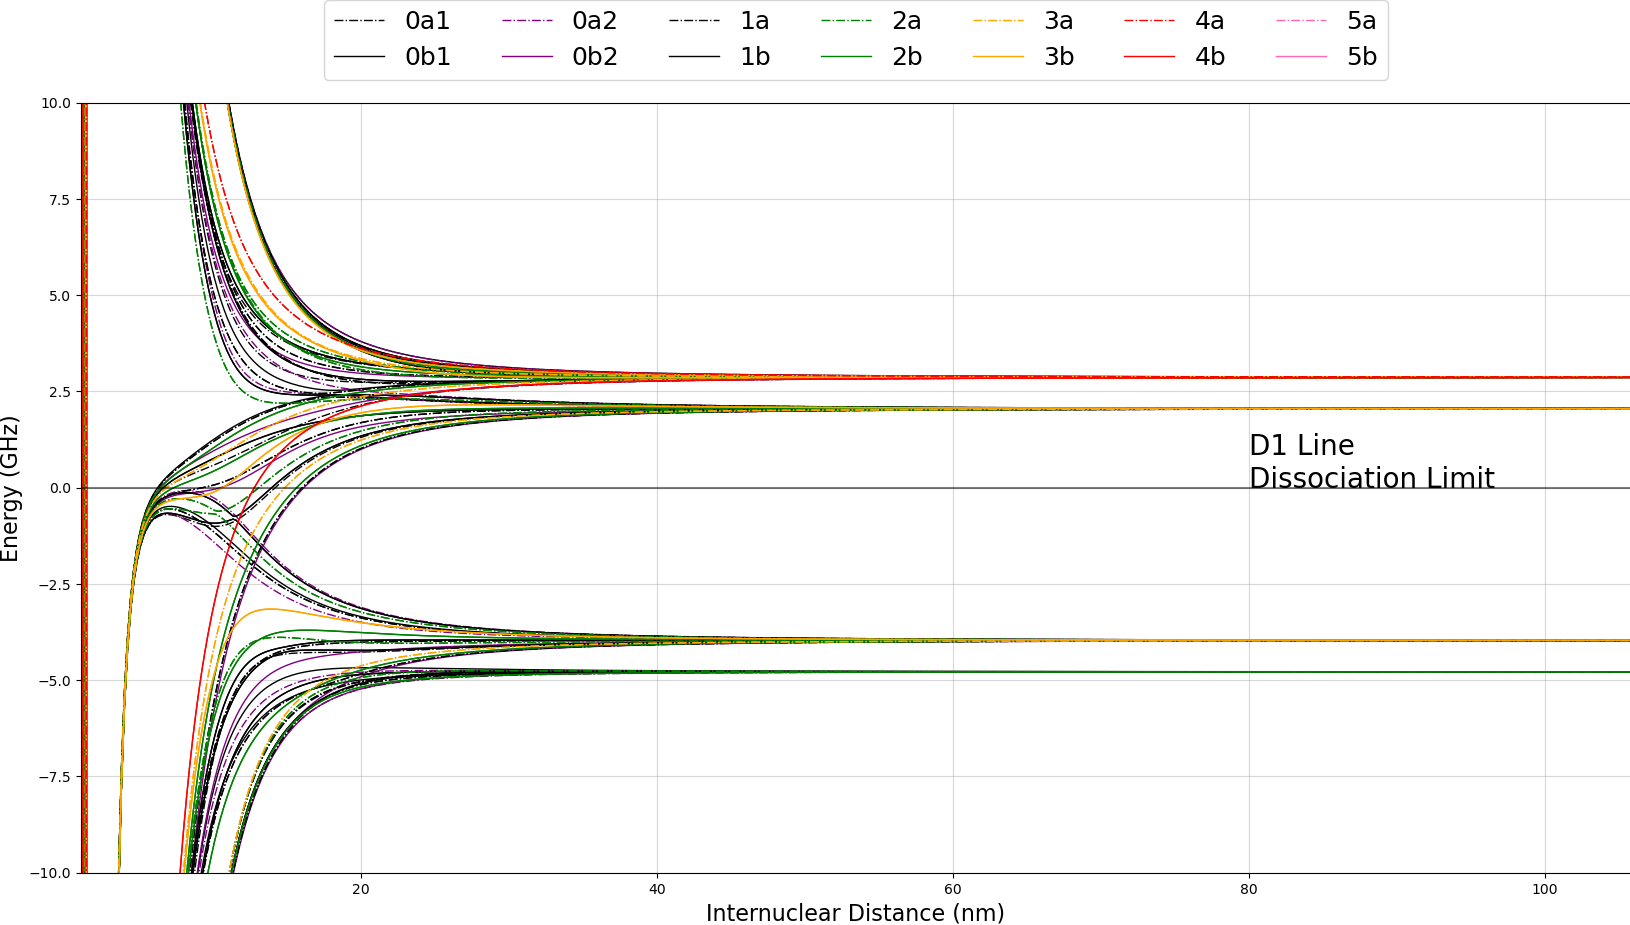 0a1 0a2 1a 2a 3a 4a 5a
0b1 0b2 1b 2b 3b 4b 5b
10.0
7.5
5.0
2.5
0.0
−2.5
−5.0
−7.5
−10.0
Energy (GHz)
D1 Line
Dissociation Limit
20 40 60 80 100
Internuclear Distance (nm)